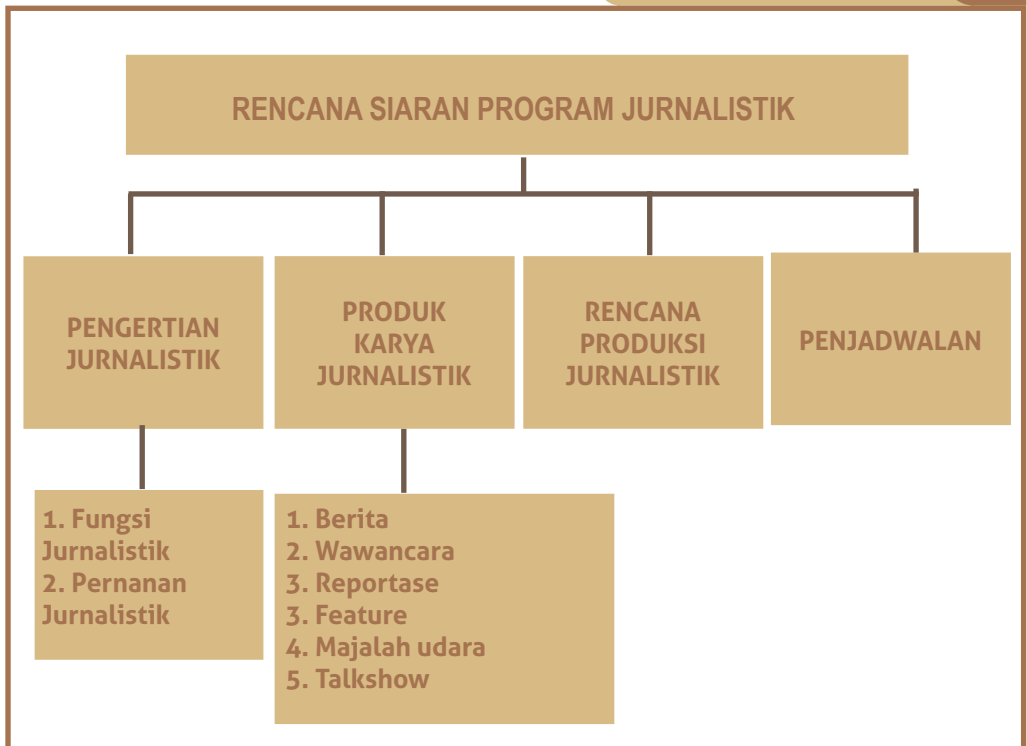 RENCANA SIARAN PROGRAM JURNALISTIK
PENGERTIAN
JURNALISTIK
PRODUK
KARYA
JURNALISTIK
RENCANA
PRODUKSI
JURNALISTIK
PENJADWALAN
1. Fungsi
Jurnalistik
2. Pernanan
Jurnalistik
1. Berita
2. Wawancara
3. Reportase
3. Feature
4. Majalah udara
5. Talkshow